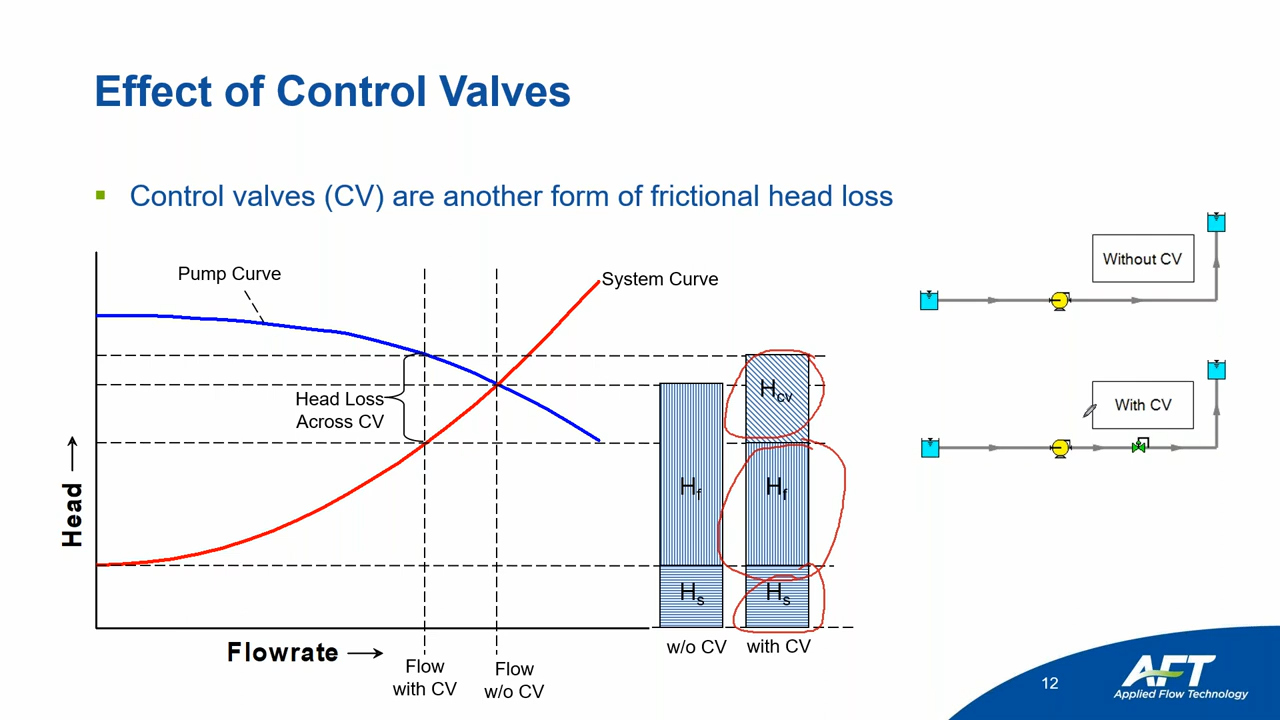 Effect of Control Valves
Control valves (CV) are another form of frictional head loss
Pump Curve
System Curve
Head Loss
Across CV
Head
Flowrate
Flow
with CV
Flow
w/o CV
Hf
Hs
w/o CV
Hcv
Hf
Hs
with CV
Without CV
With CV
12
AFT
Applied Flow Technology